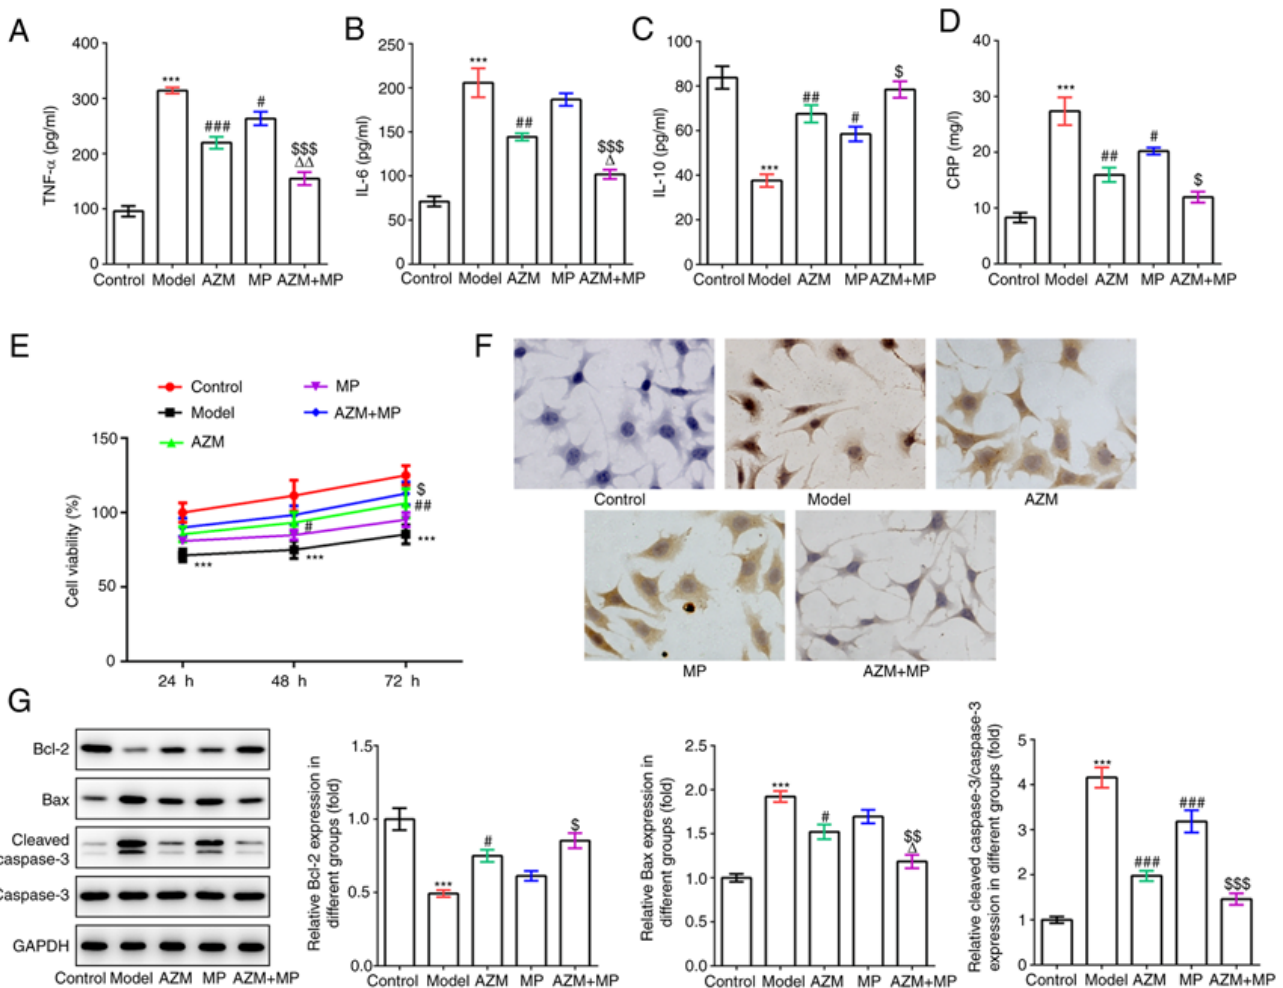 A
TNF-α (pg/ml)
400
300
200
100
0
***
###
#
$$$
ΔΔ
Control Model AZM MP AZM+MP
B
IL-6 (pg/ml)
250
200
150
100
50
0
***
##
$$$
Δ
Control Model AZM MP AZM+MP
C
IL-10 (pg/ml)
100
80
60
40
20
0
***
##
#
$
Control Model AZM MP AZM+MP
D
CRP (mg/l)
40
30
20
10
0
***
##
#
$
Control Model AZM MP AZM+MP
E
Control
Model
AZM
MP
AZM+MP
Cell viability (%)
150
100
50
0
***
#
***
$
##
***
24 h 48 h 72 h
F
Control Model AZM
MP AZM+MP
G
Bcl-2
Bax
Cleaved
caspase-3
Caspase-3
GAPDH
Control Model AZM MP AZM+MP
Relative Bcl-2 expression in
different groups (fold)
1.5
1.0
0.5
0.0
***
#
$
Control Model AZM MP AZM+MP
Relative Bax expression in
different groups (fold)
2.5
2.0
1.5
1.0
0.5
0.0
***
#
$$
Δ
Control Model AZM MP AZM+MP
Relative cleaved caspase-3/caspase-3
expression in different groups (fold)
5
4
3
2
1
0
***
###
###
$$$
Control Model AZM MP AZM+MP